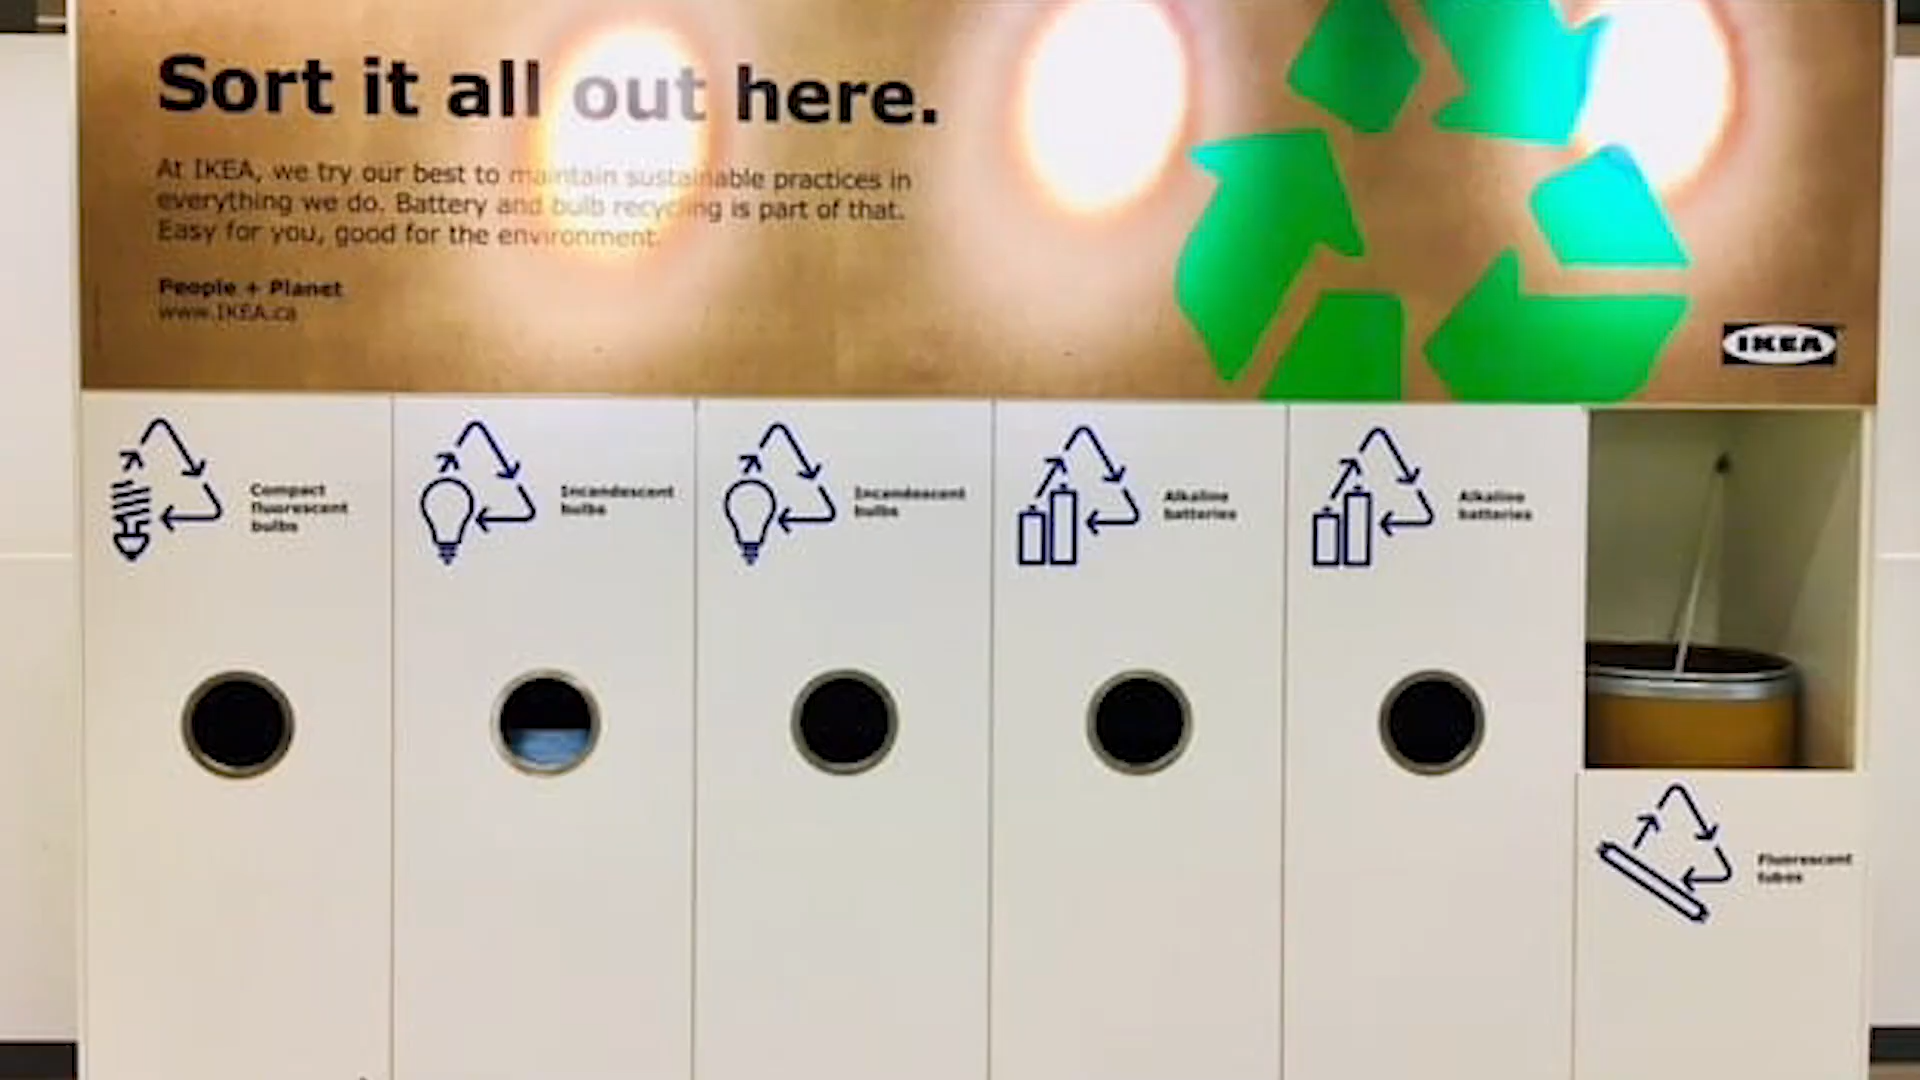 Sort it all out here.
At IKEA, we try our best to maintain sustainable practices in
everything we do. Battery and bulb recycling is part of that.
Easy for you, good for the environment.
People + Planet
www.IKEA.ca
IKEA
Compact
fluorescent
bulbs
Incandescent
bulbs
Incandescent
bulbs
Alkaline
batteries
Alkaline
batteries
Fluorescent
tubes